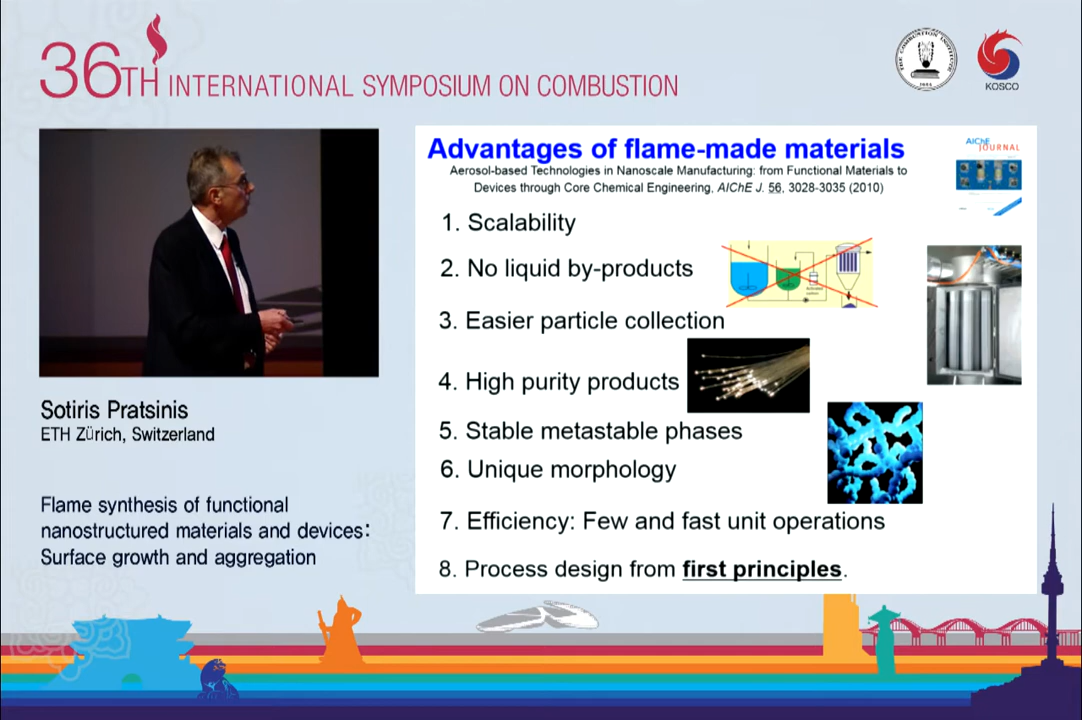 36TH INTERNATIONAL SYMPOSIUM ON COMBUSTION
THE COMBUSTION INSTITUTE
KOSCO
Advantages of flame-made materials
AIChE
JOURNAL
Aerosol-based Technologies in Nanoscale Manufacturing: from Functional Materials to
Devices through Core Chemical Engineering, AIChE J. 56, 3028-3035 (2010)
1. Scalability
2. No liquid by-products
3. Easier particle collection
4. High purity products
5. Stable metastable phases
6. Unique morphology
7. Efficiency: Few and fast unit operations
8. Process design from first principles.
Sotiris Pratsinis
ETH Zürich, Switzerland
Flame synthesis of functional
nanostructured materials and devices:
Surface growth and aggregation